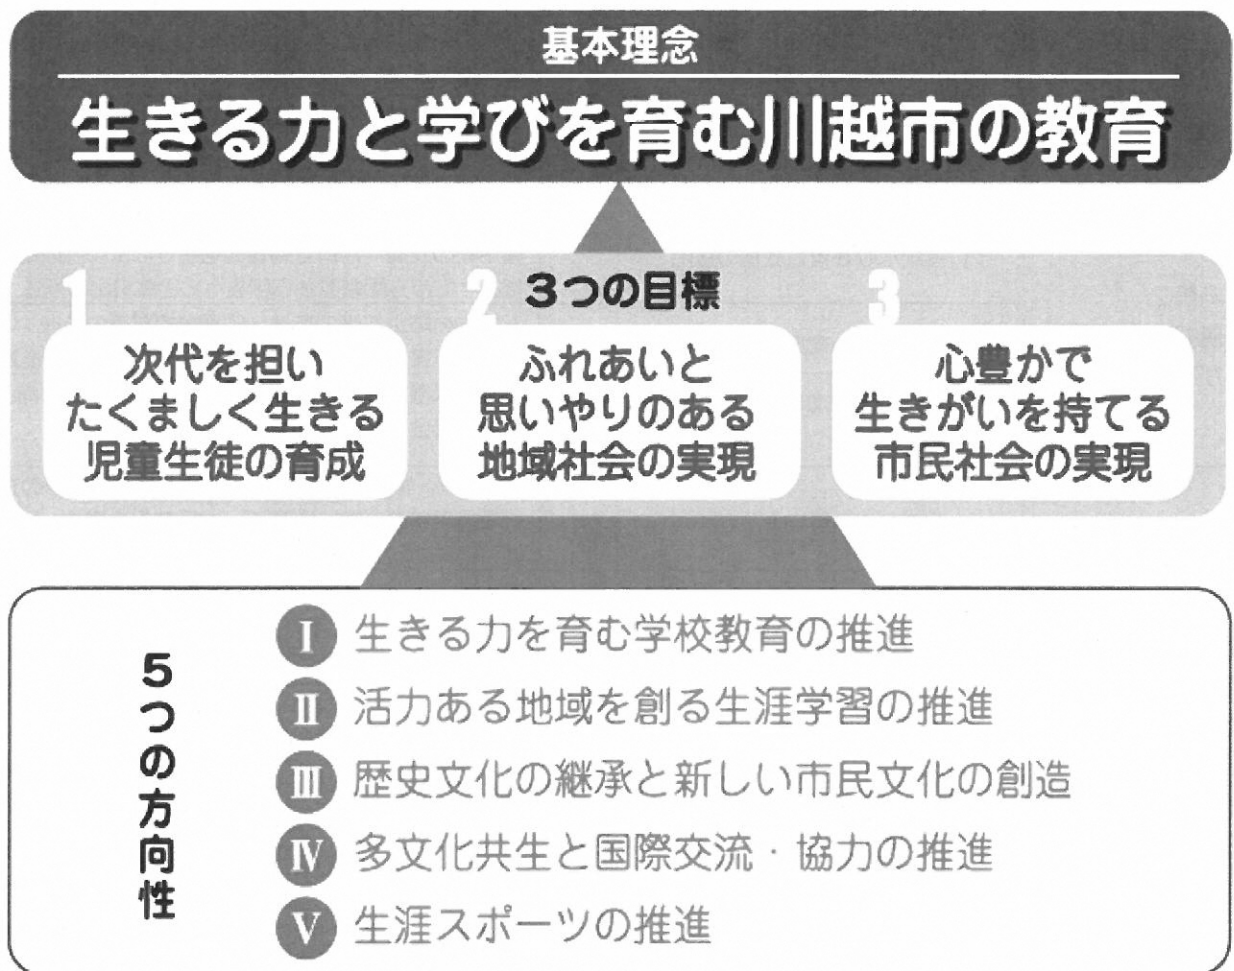 基本理念
生きる力と学びを育む川越市の教育
3つの目標
1
次代を担い
たくましく生きる
児童生徒の育成
2
ふれあいと
思いやりのある
地域社会の実現
3
心豊かで
生きがいを持てる
市民社会の実現
5つの方向性
Ⅰ 生きる力を育む学校教育の推進
Ⅱ 活力ある地域を創る生涯学習の推進
Ⅲ 歴史文化の継承と新しい市民文化の創造
Ⅳ 多文化共生と国際交流・協力の推進
Ⅴ 生涯スポーツの推進